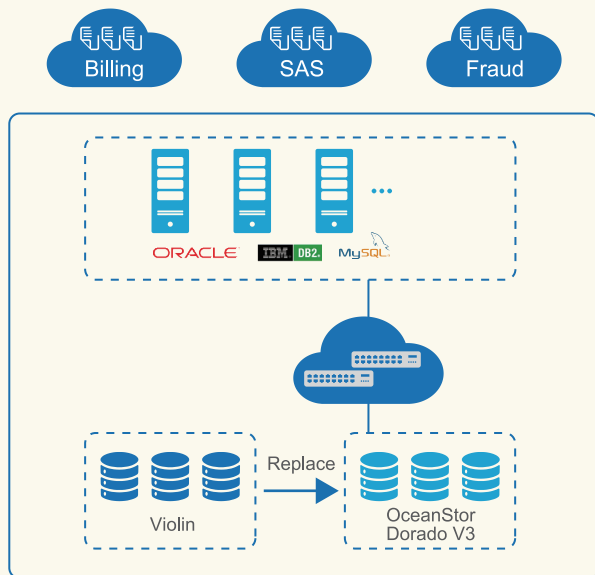 Billing
SAS
Fraud
...
ORACLE
IBM. DB2.
MySQL
Replace
Violin
OceanStor
Dorado V3